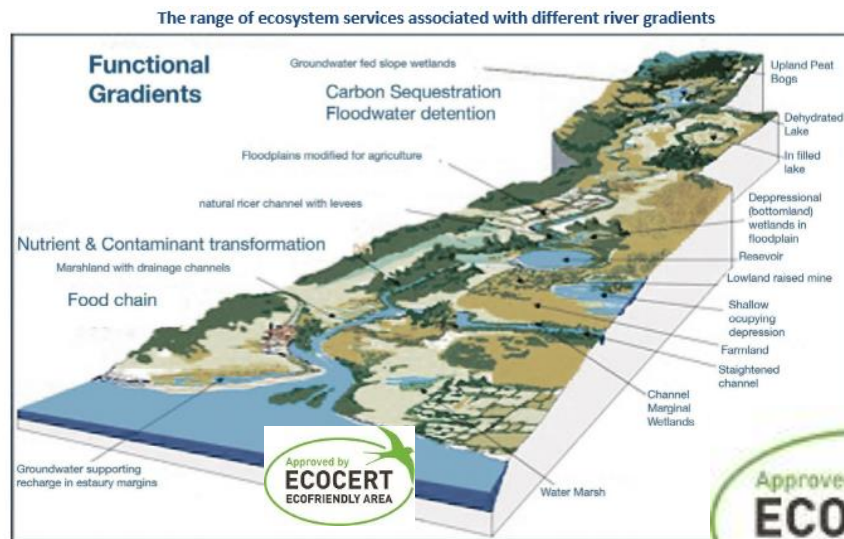 The range of ecosystem services associated with different river gradients
Functional
Gradients
Groundwater fed slope wetlands
Carbon Sequestration
Floodwater detention
Floodplains modified for agriculture
natural ricer channel with levees
Nutrient & Contaminant transformation
Marshland with drainage channels
Food chain
Upland Peat
Bogs
Dehydrated
Lake
In filled
lake
Deppressional
(bottomland)
wetlands in
floodplain
Resevoir
Lowland raised mine
Shallow
ocupying
depression
Farmland
Staightened
channel
Channel
Marginal
Wetlands
Water Marsh
Groundwater supporting
recharge in estaury margins
Approved by
ECOCERT
ECOFRIENDLY AREA
Approve
ECO